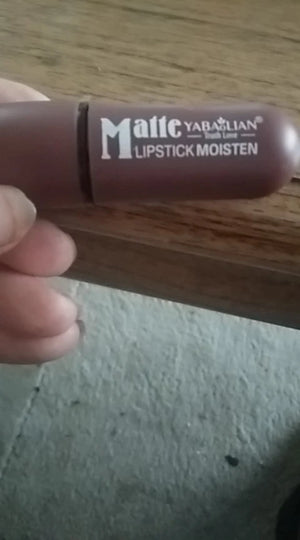 Matte YABAOLIAN®
Truth Love
LIPSTICK MOISTEN